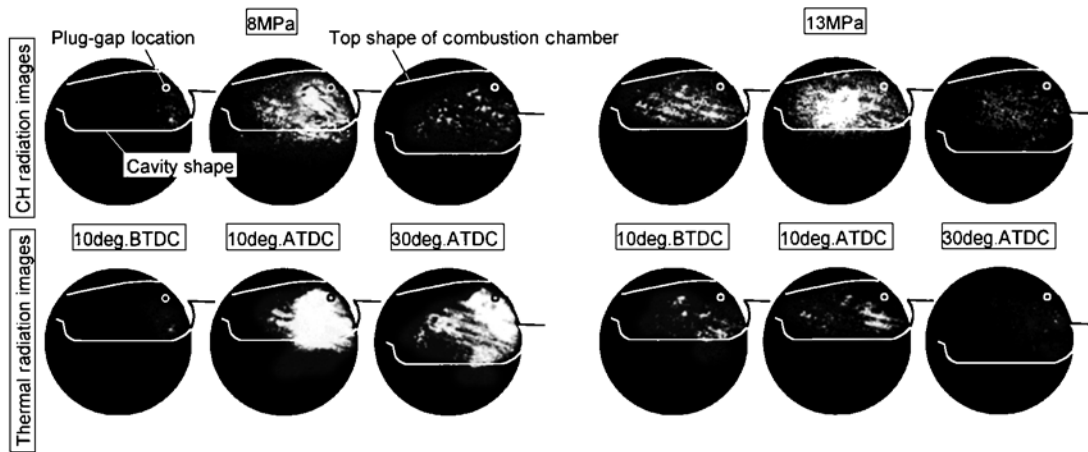 8MPa
13MPa
Plug-gap location
Top shape of combustion chamber
CH radiation images
Cavity shape
10deg.BTDC
10deg.ATDC
30deg.ATDC
10deg.BTDC
10deg.ATDC
30deg.ATDC
Thermal radiation images